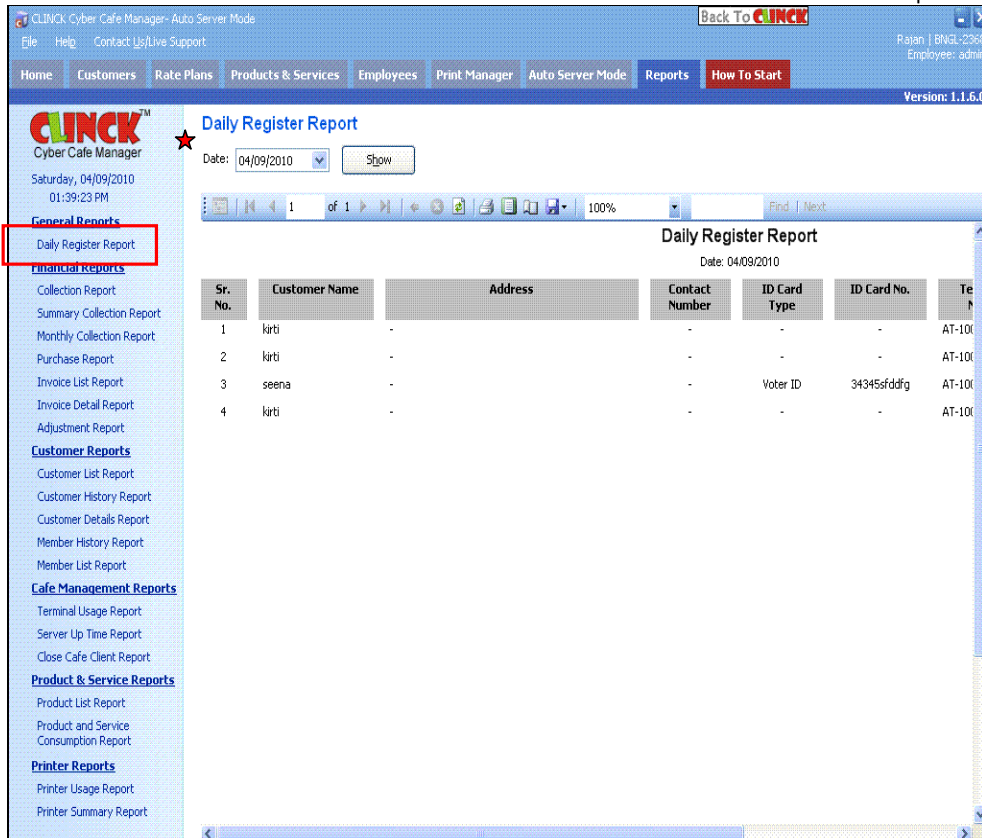 CLINCK Cyber Cafe Manager- Auto Server Mode
Back To CLINCK
File Help Contact Us/Live Support
Rajan | BNGL-2368
Employee: admin
Home Customers Rate Plans Products & Services Employees Print Manager Auto Server Mode Reports How To Start
Version: 1.1.6.0
CLINCK TM
Cyber Cafe Manager
Saturday, 04/09/2010
01:39:23 PM
General Reports
Daily Register Report
Financial Reports
Collection Report
Summary Collection Report
Monthly Collection Report
Purchase Report
Invoice List Report
Invoice Detail Report
Adjustment Report
Customer Reports
Customer List Report
Customer History Report
Customer Details Report
Member History Report
Member List Report
Cafe Management Reports
Terminal Usage Report
Server Up Time Report
Close Cafe Client Report
Product & Service Reports
Product List Report
Product and Service
Consumption Report
Printer Reports
Printer Usage Report
Printer Summary Report
Daily Register Report
Date: 04/09/2010 Show
1 of 1 100% Find | Next
Daily Register Report
Date: 04/09/2010
Sr. No. Customer Name Address Contact Number ID Card Type ID Card No. Te
1 kirti - - - - AT-100
2 kirti - - - - AT-100
3 seena - - Voter ID 34345sfddfg AT-100
4 kirti - - - - AT-100